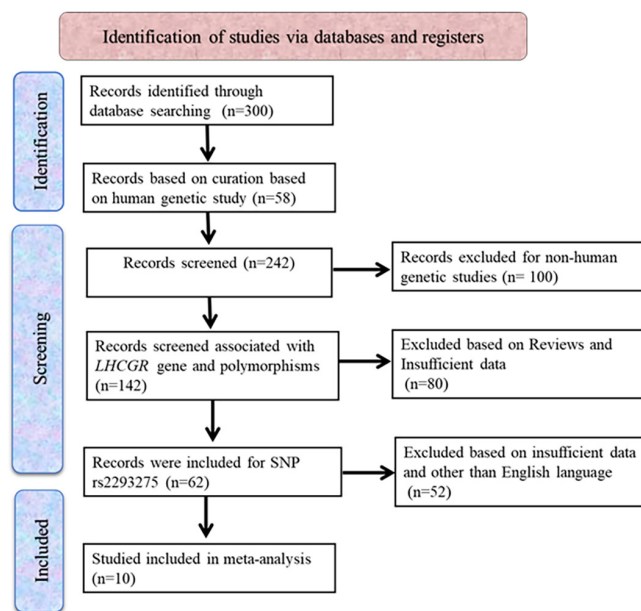 Identification of studies via databases and registers
Identification
Records identified through
database searching (n=300)
Records based on curation based
on human genetic study (n=58)
Screening
Records screened (n=242)
Records excluded for non-human
genetic studies (n= 100)
Records screened associated with
LHCGR gene and polymorphisms
(n=142)
Excluded based on Reviews and
Insufficient data
(n=80)
Records were included for SNP
rs2293275 (n=62)
Excluded based on insufficient data
and other than English language
(n=52)
Included
Studied included in meta-analysis
(n=10)